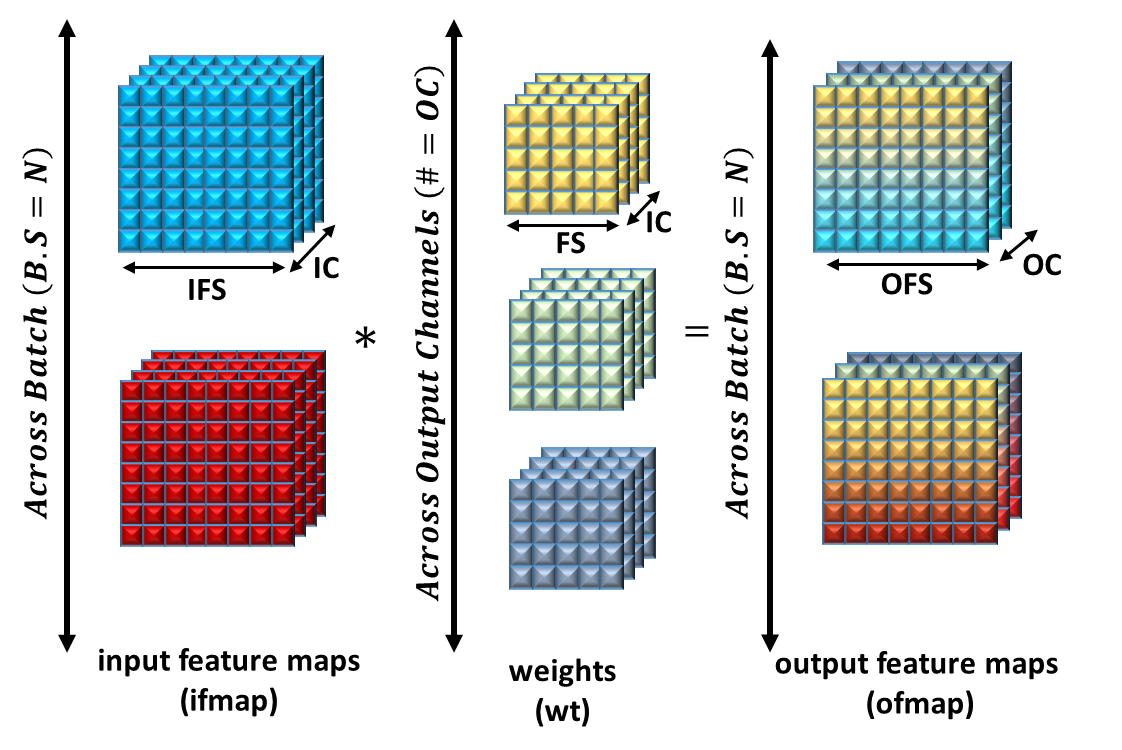 Across Batch (B.S = N)
IFS
IC
input feature maps
(ifmap)
*
Across Output Channels (# = OC)
FS
IC
weights
(wt)
=
Across Batch (B.S = N)
OFS
OC
output feature maps
(ofmap)